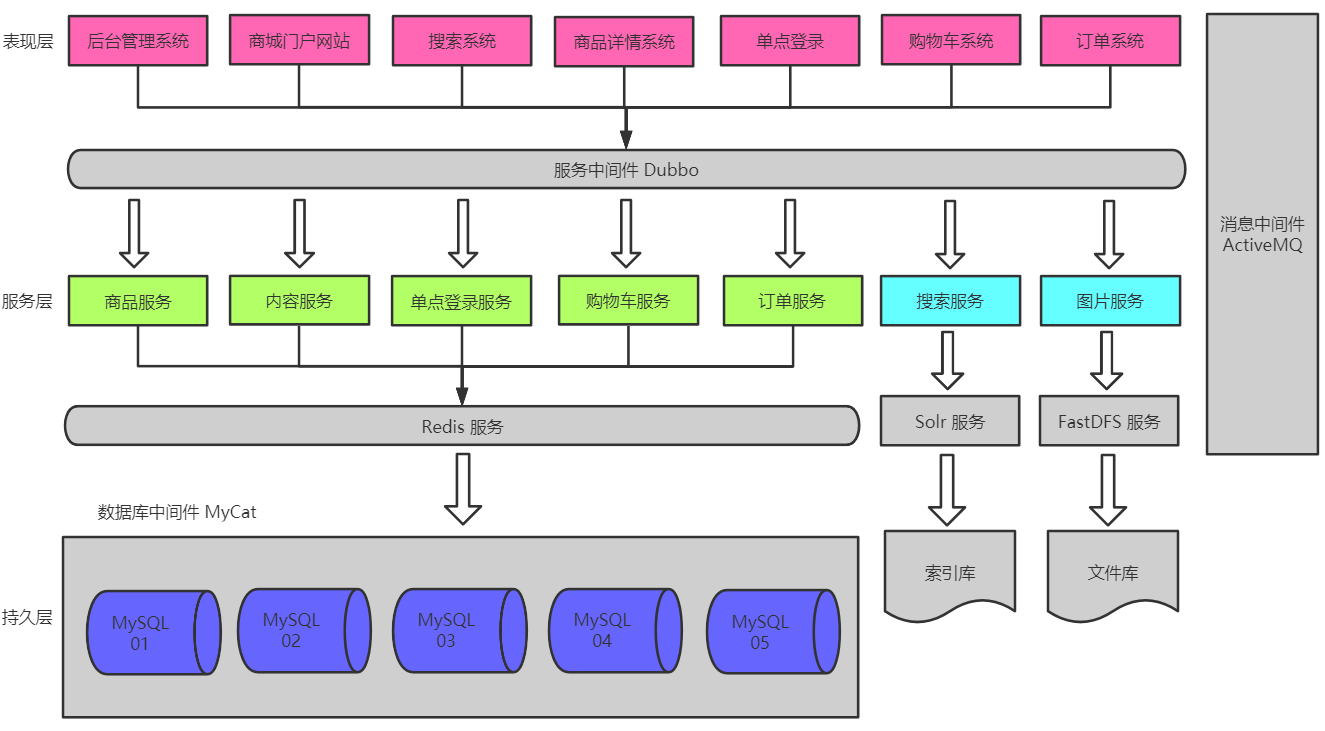 表现层
后台管理系统
商城门户网站
搜索系统
商品详情系统
单点登录
购物车系统
订单系统
服务中间件 Dubbo
消息中间件
ActiveMQ
服务层
商品服务
内容服务
单点登录服务
购物车服务
订单服务
搜索服务
图片服务
Redis 服务
Solr 服务
FastDFS 服务
数据库中间件 MyCat
索引库
文件库
持久层
MySQL
01
MySQL
02
MySQL
03
MySQL
04
MySQL
05